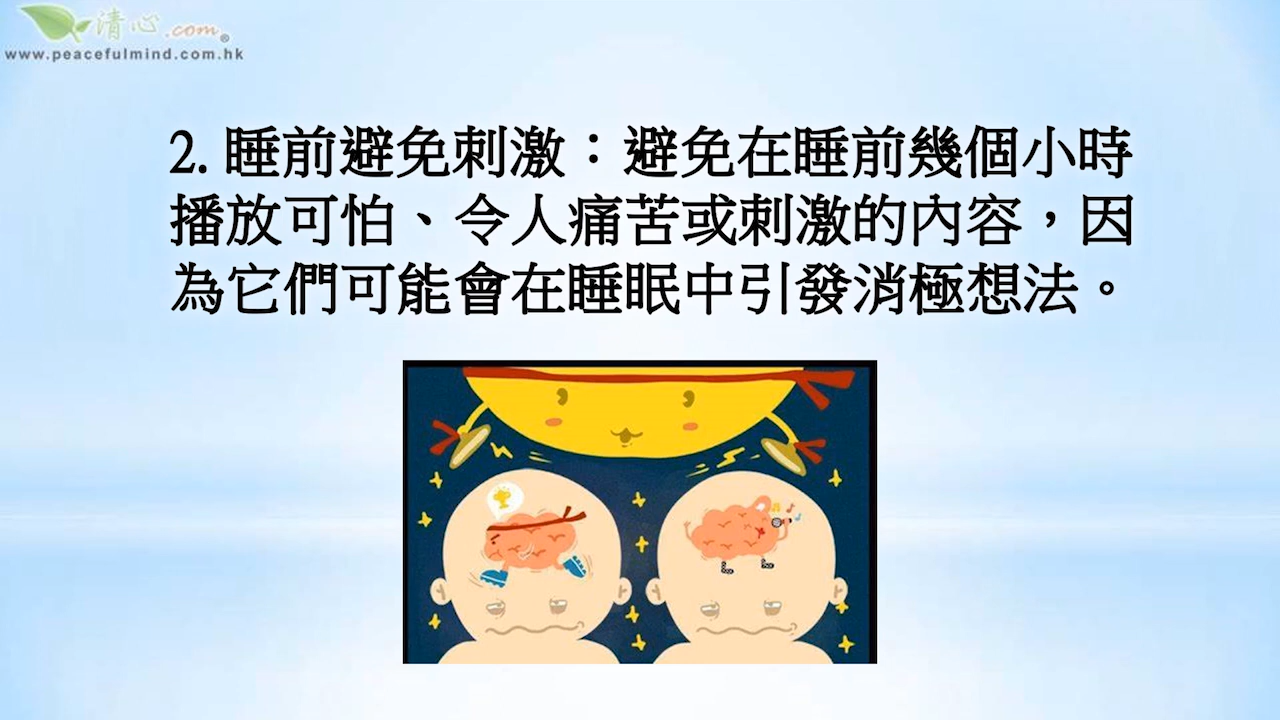 清心.com®
www.peacefulmind.com.hk
2. 睡前避免刺激：避免在睡前幾個小時
播放可怕、令人痛苦或刺激的內容，因
為它們可能會在睡眠中引發消極想法。